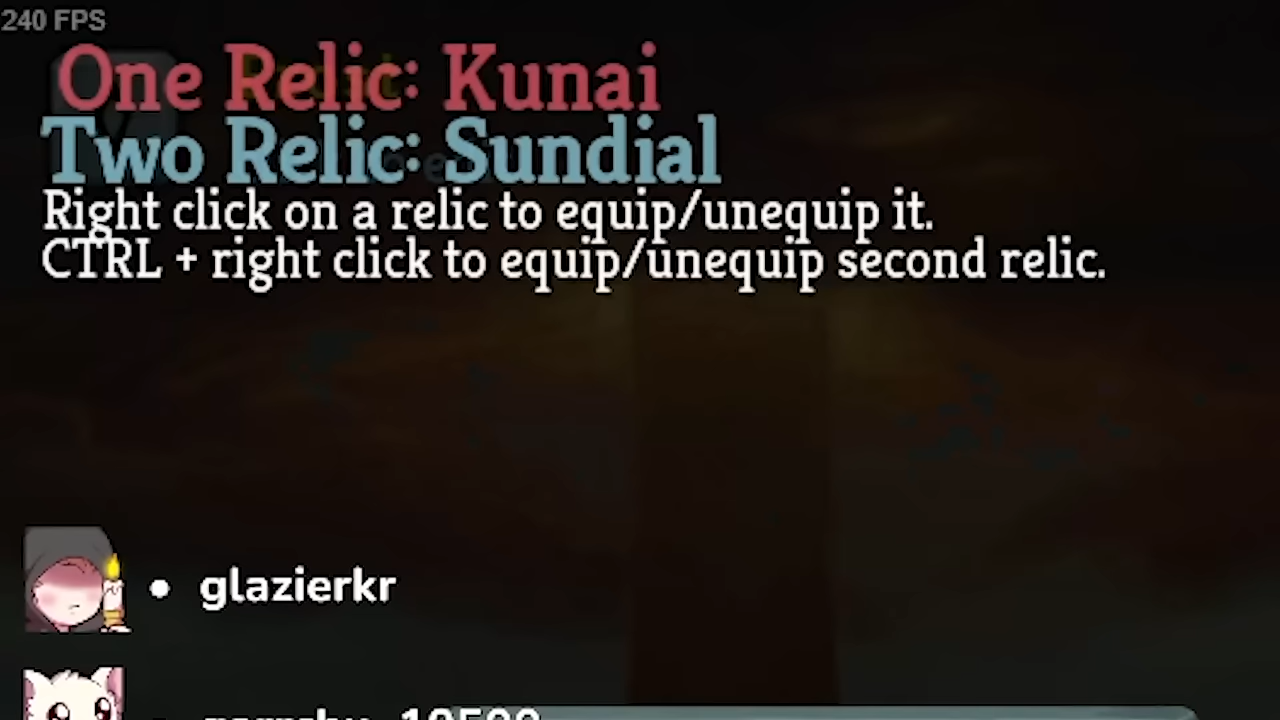 240 FPS
One Relic: Kunai
Two Relic: Sundial
Right click on a relic to equip/unequip it.
CTRL + right click to equip/unequip second relic.
• glazierkr